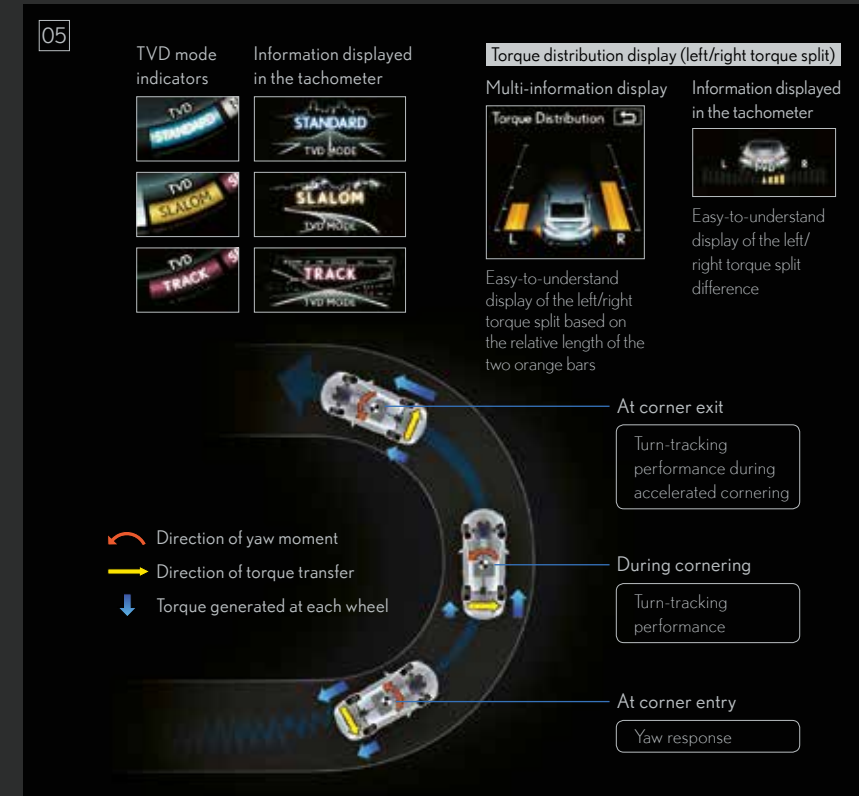 05
TVD mode
indicators
Information displayed
in the tachometer
TVD
STANDARD
STANDARD
TVD MODE
TVD
SLALOM
SLALOM
TVD MODE
TVD
TRACK
TRACK
TVD MODE
Torque distribution display (left/right torque split)
Multi-information display
Torque Distribution
L R
Easy-to-understand
display of the left/right
torque split based on
the relative length of the
two orange bars
Information displayed
in the tachometer
L R
Easy-to-understand
display of the left/
right torque split
difference
At corner exit
Turn-tracking
performance during
accelerated cornering
Direction of yaw moment
Direction of torque transfer
Torque generated at each wheel
During cornering
Turn-tracking
performance
At corner entry
Yaw response